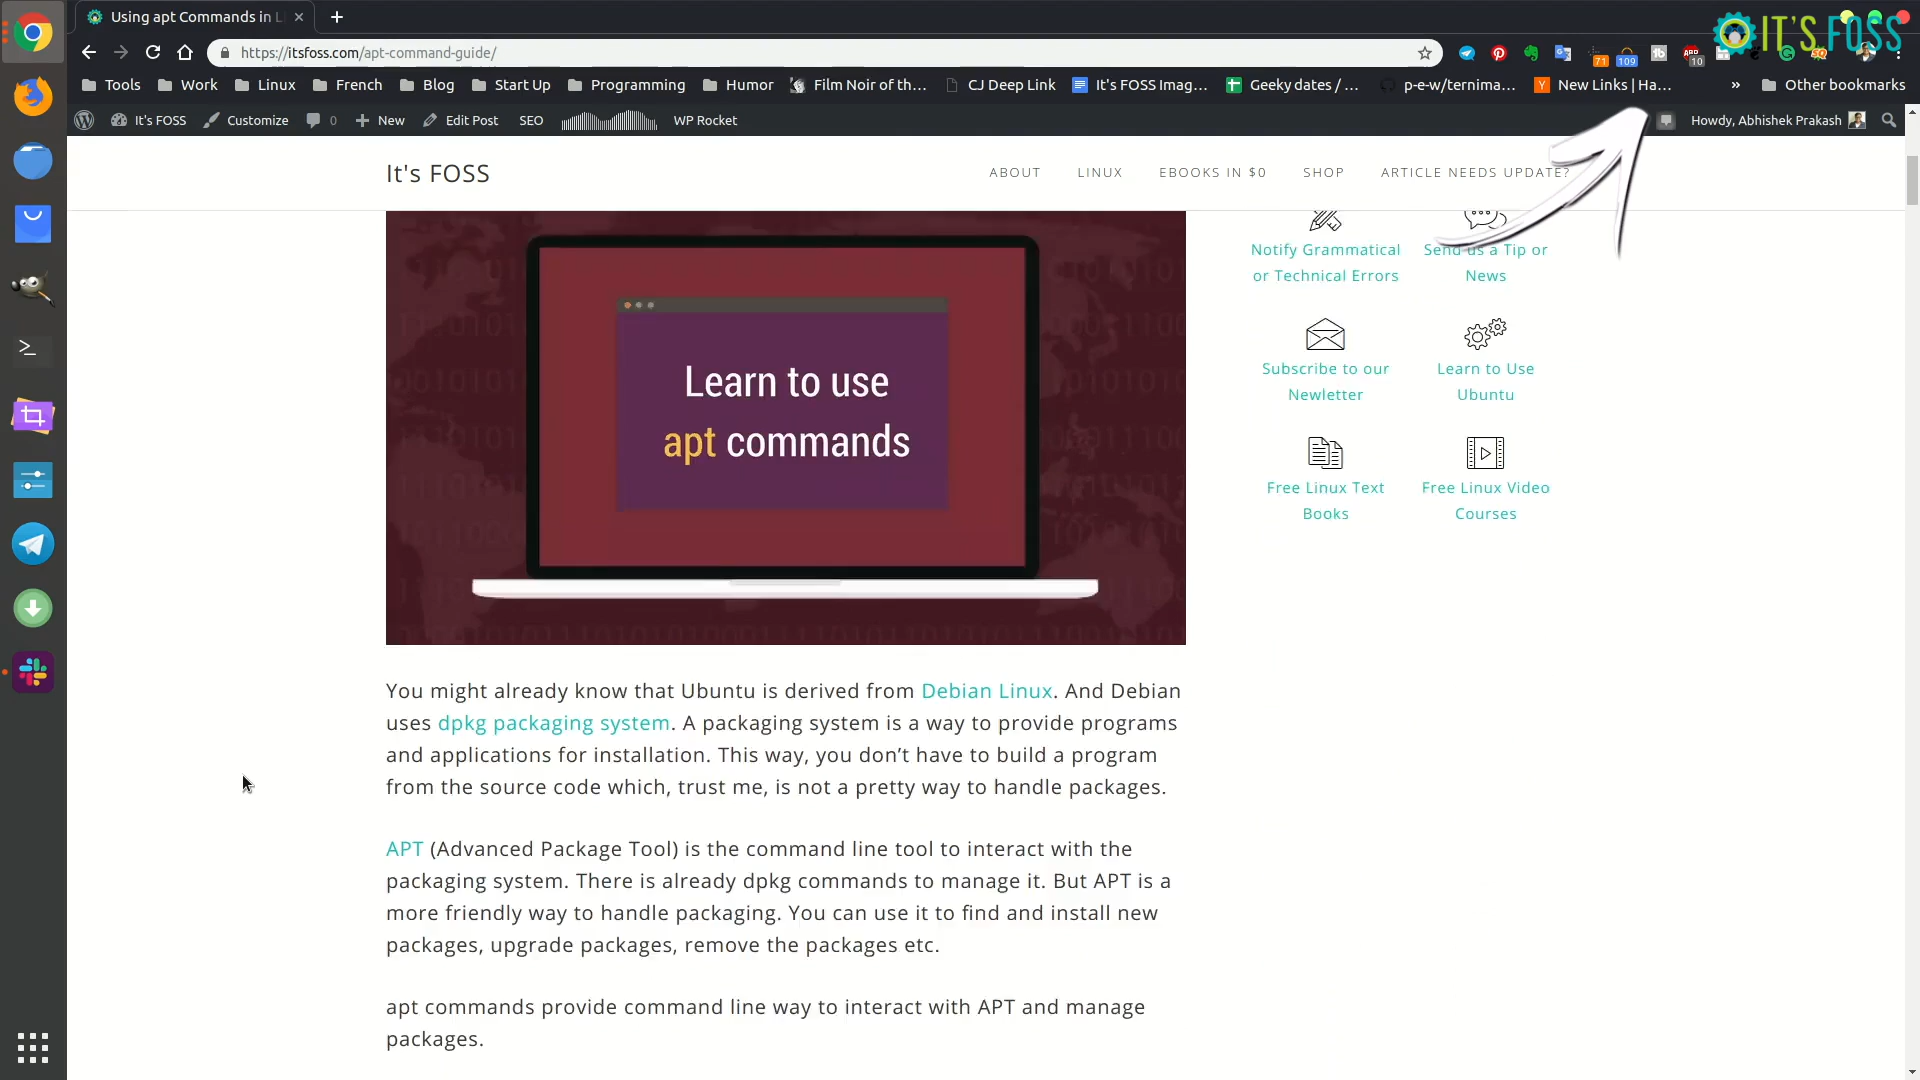 Using apt Commands in L
https://itsfoss.com/apt-command-guide/
71
109
10
IT'S FOSS
Tools
Work
Linux
French
Blog
Start Up
Programming
Humor
Film Noir of th...
CJ Deep Link
It's FOSS Imag...
Geeky dates / ...
p-e-w/ternima...
New Links | Ha...
»
Other bookmarks
It's FOSS
Customize
0
New
Edit Post
SEO
WP Rocket
Howdy, Abhishek Prakash
It's FOSS
ABOUT
LINUX
EBOOKS IN $0
SHOP
ARTICLE NEEDS UPDATE?
Learn to use
apt commands
Notify Grammatical
or Technical Errors
Send us a Tip or
News
Subscribe to our
Newletter
Learn to Use
Ubuntu
Free Linux Text
Books
Free Linux Video
Courses
You might already know that Ubuntu is derived from Debian Linux. And Debian
uses dpkg packaging system. A packaging system is a way to provide programs
and applications for installation. This way, you don’t have to build a program
from the source code which, trust me, is not a pretty way to handle packages.
APT (Advanced Package Tool) is the command line tool to interact with the
packaging system. There is already dpkg commands to manage it. But APT is a
more friendly way to handle packaging. You can use it to find and install new
packages, upgrade packages, remove the packages etc.
apt commands provide command line way to interact with APT and manage
packages.